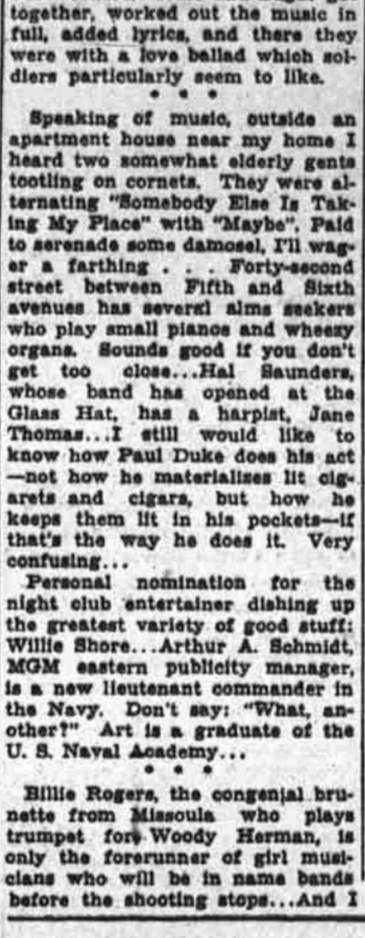 together, worked out the music in
full, added lyrics, and there they
were with a love ballad which sol-
diers particularly seem to like.
* * *
Speaking of music, outside an
apartment house near my home I
heard two somewhat elderly gents
tootling on cornets. They were al-
ternating "Somebody Else Is Tak-
ing My Place" with "Maybe". Paid
to serenade some damosel, I'll wag-
er a farthing . . . Forty-second
street between Fifth and Sixth
avenues has several alms seekers
who play small pianos and wheezy
organs. Sounds good if you don't
get too close...Hal Saunders,
whose band has opened at the
Glass Hat, has a harpist, Jane
Thomas...I still would like to
know how Paul Duke does his act
—not how he materializes lit cig-
arets and cigars, but how he
keeps them lit in his pockets—if
that's the way he does it. Very
confusing...
Personal nomination for the
night club entertainer dishing up
the greatest variety of good stuff:
Willie Shore...Arthur A. Schmidt,
MGM eastern publicity manager,
is a new lieutenant commander in
the Navy. Don't say: "What, an-
other?" Art is a graduate of the
U. S. Naval Academy...
* * *
Billie Rogers, the congenial bru-
nette from Missoula who plays
trumpet for Woody Herman, is
only the forerunner of girl musi-
cians who will be in name bands
before the shooting stops...And I